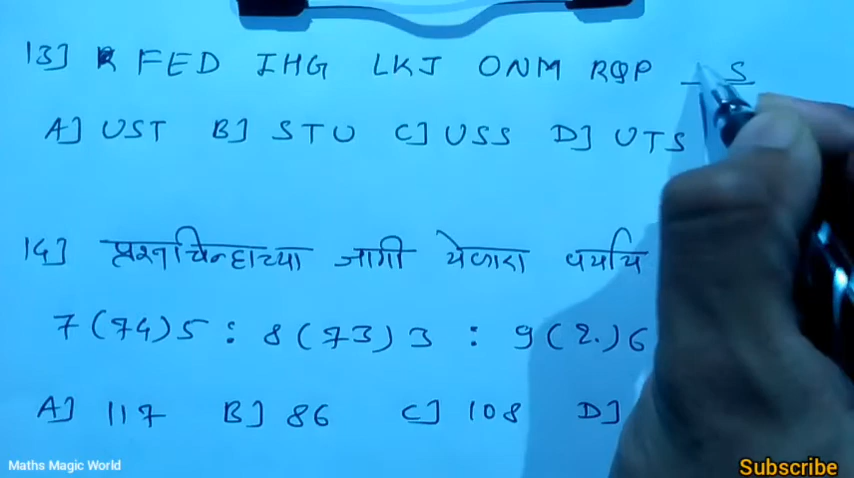 13] FED IHG LKJ ONM RQP _ S
A] UST B] STU C] USS D] UTS
14] प्रश्नचिन्हाच्या जागी येणारा पर्याय
7(74)5 : 8(73)3 : 9(?)6
A] 117 B] 86 C] 108 D]
Maths Magic World
Subscribe